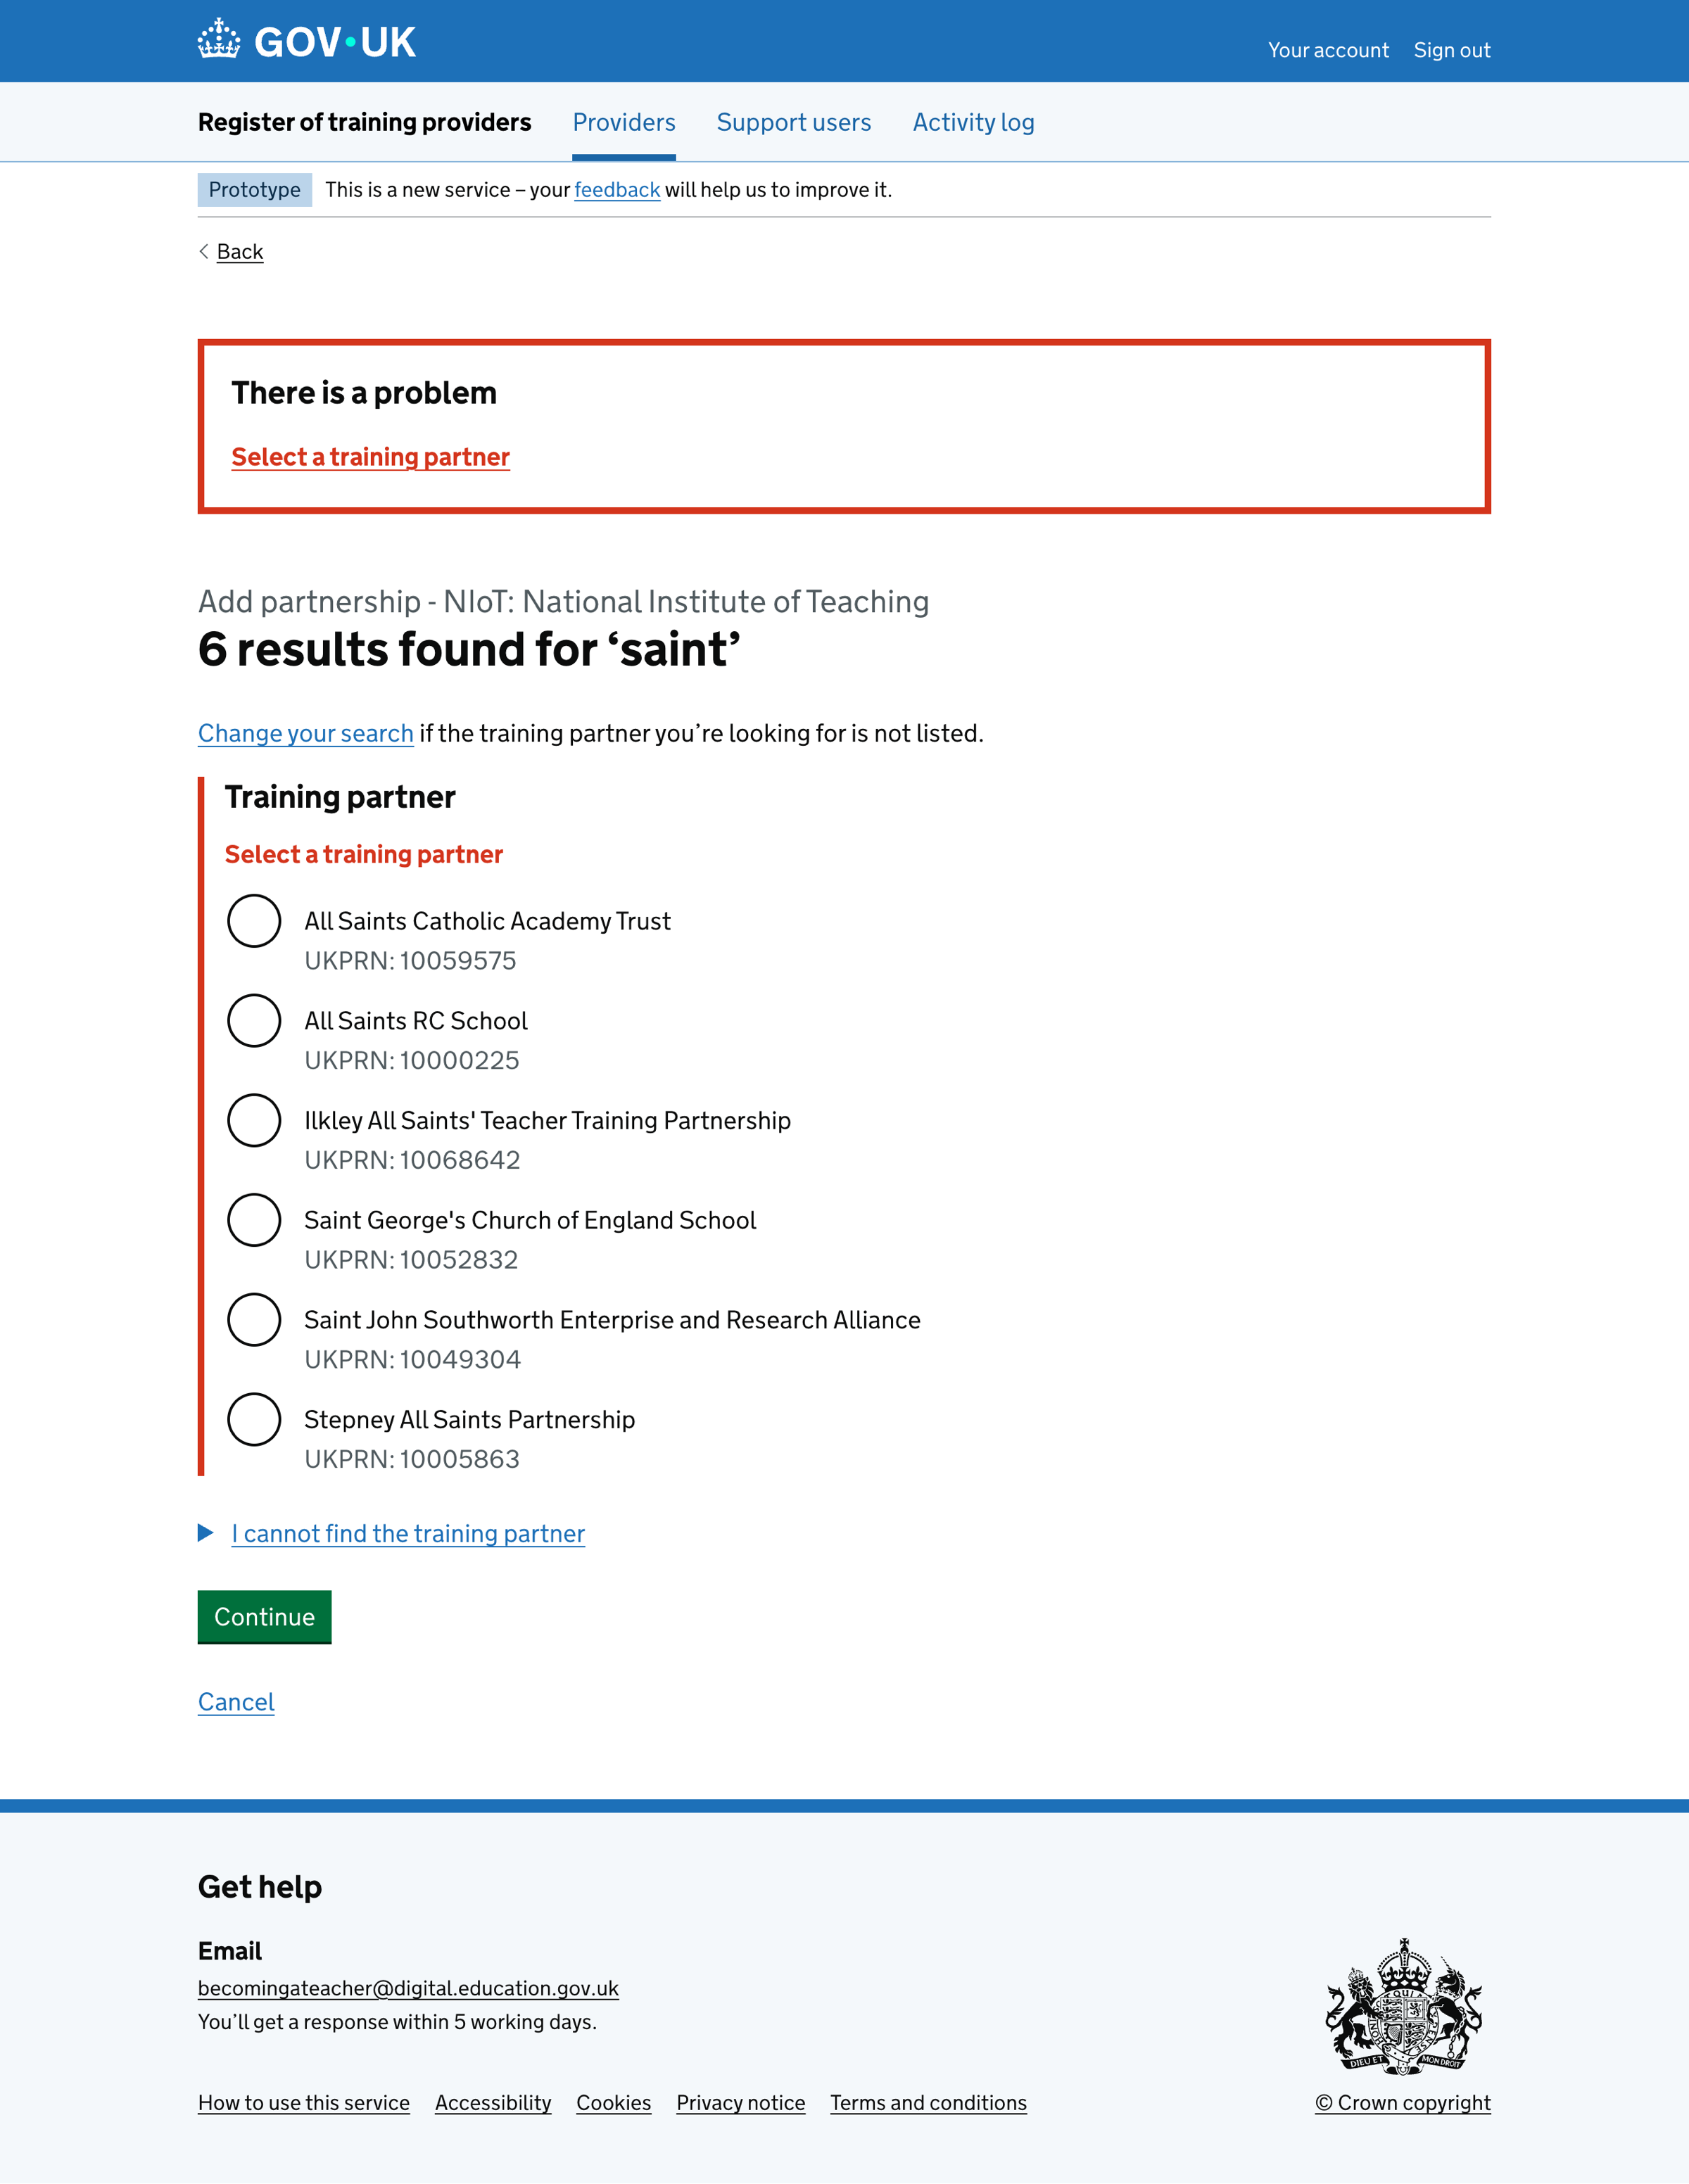 GOV•UK
Your account Sign out
Register of training providers Providers Support users Activity log
Prototype This is a new service – your feedback will help us to improve it.
Back
There is a problem
Select a training partner
Add partnership - NIoT: National Institute of Teaching
6 results found for ‘saint’
Change your search if the training partner you’re looking for is not listed.
Training partner
Select a training partner
All Saints Catholic Academy Trust
UKPRN: 10059575
All Saints RC School
UKPRN: 10000225
Ilkley All Saints' Teacher Training Partnership
UKPRN: 10068642
Saint George's Church of England School
UKPRN: 10052832
Saint John Southworth Enterprise and Research Alliance
UKPRN: 10049304
Stepney All Saints Partnership
UKPRN: 10005863
I cannot find the training partner
Continue
Cancel
Get help
Email
becomingateacher@digital.education.gov.uk
You’ll get a response within 5 working days.
DIEU ET MON DROIT
How to use this service Accessibility Cookies Privacy notice Terms and conditions
© Crown copyright